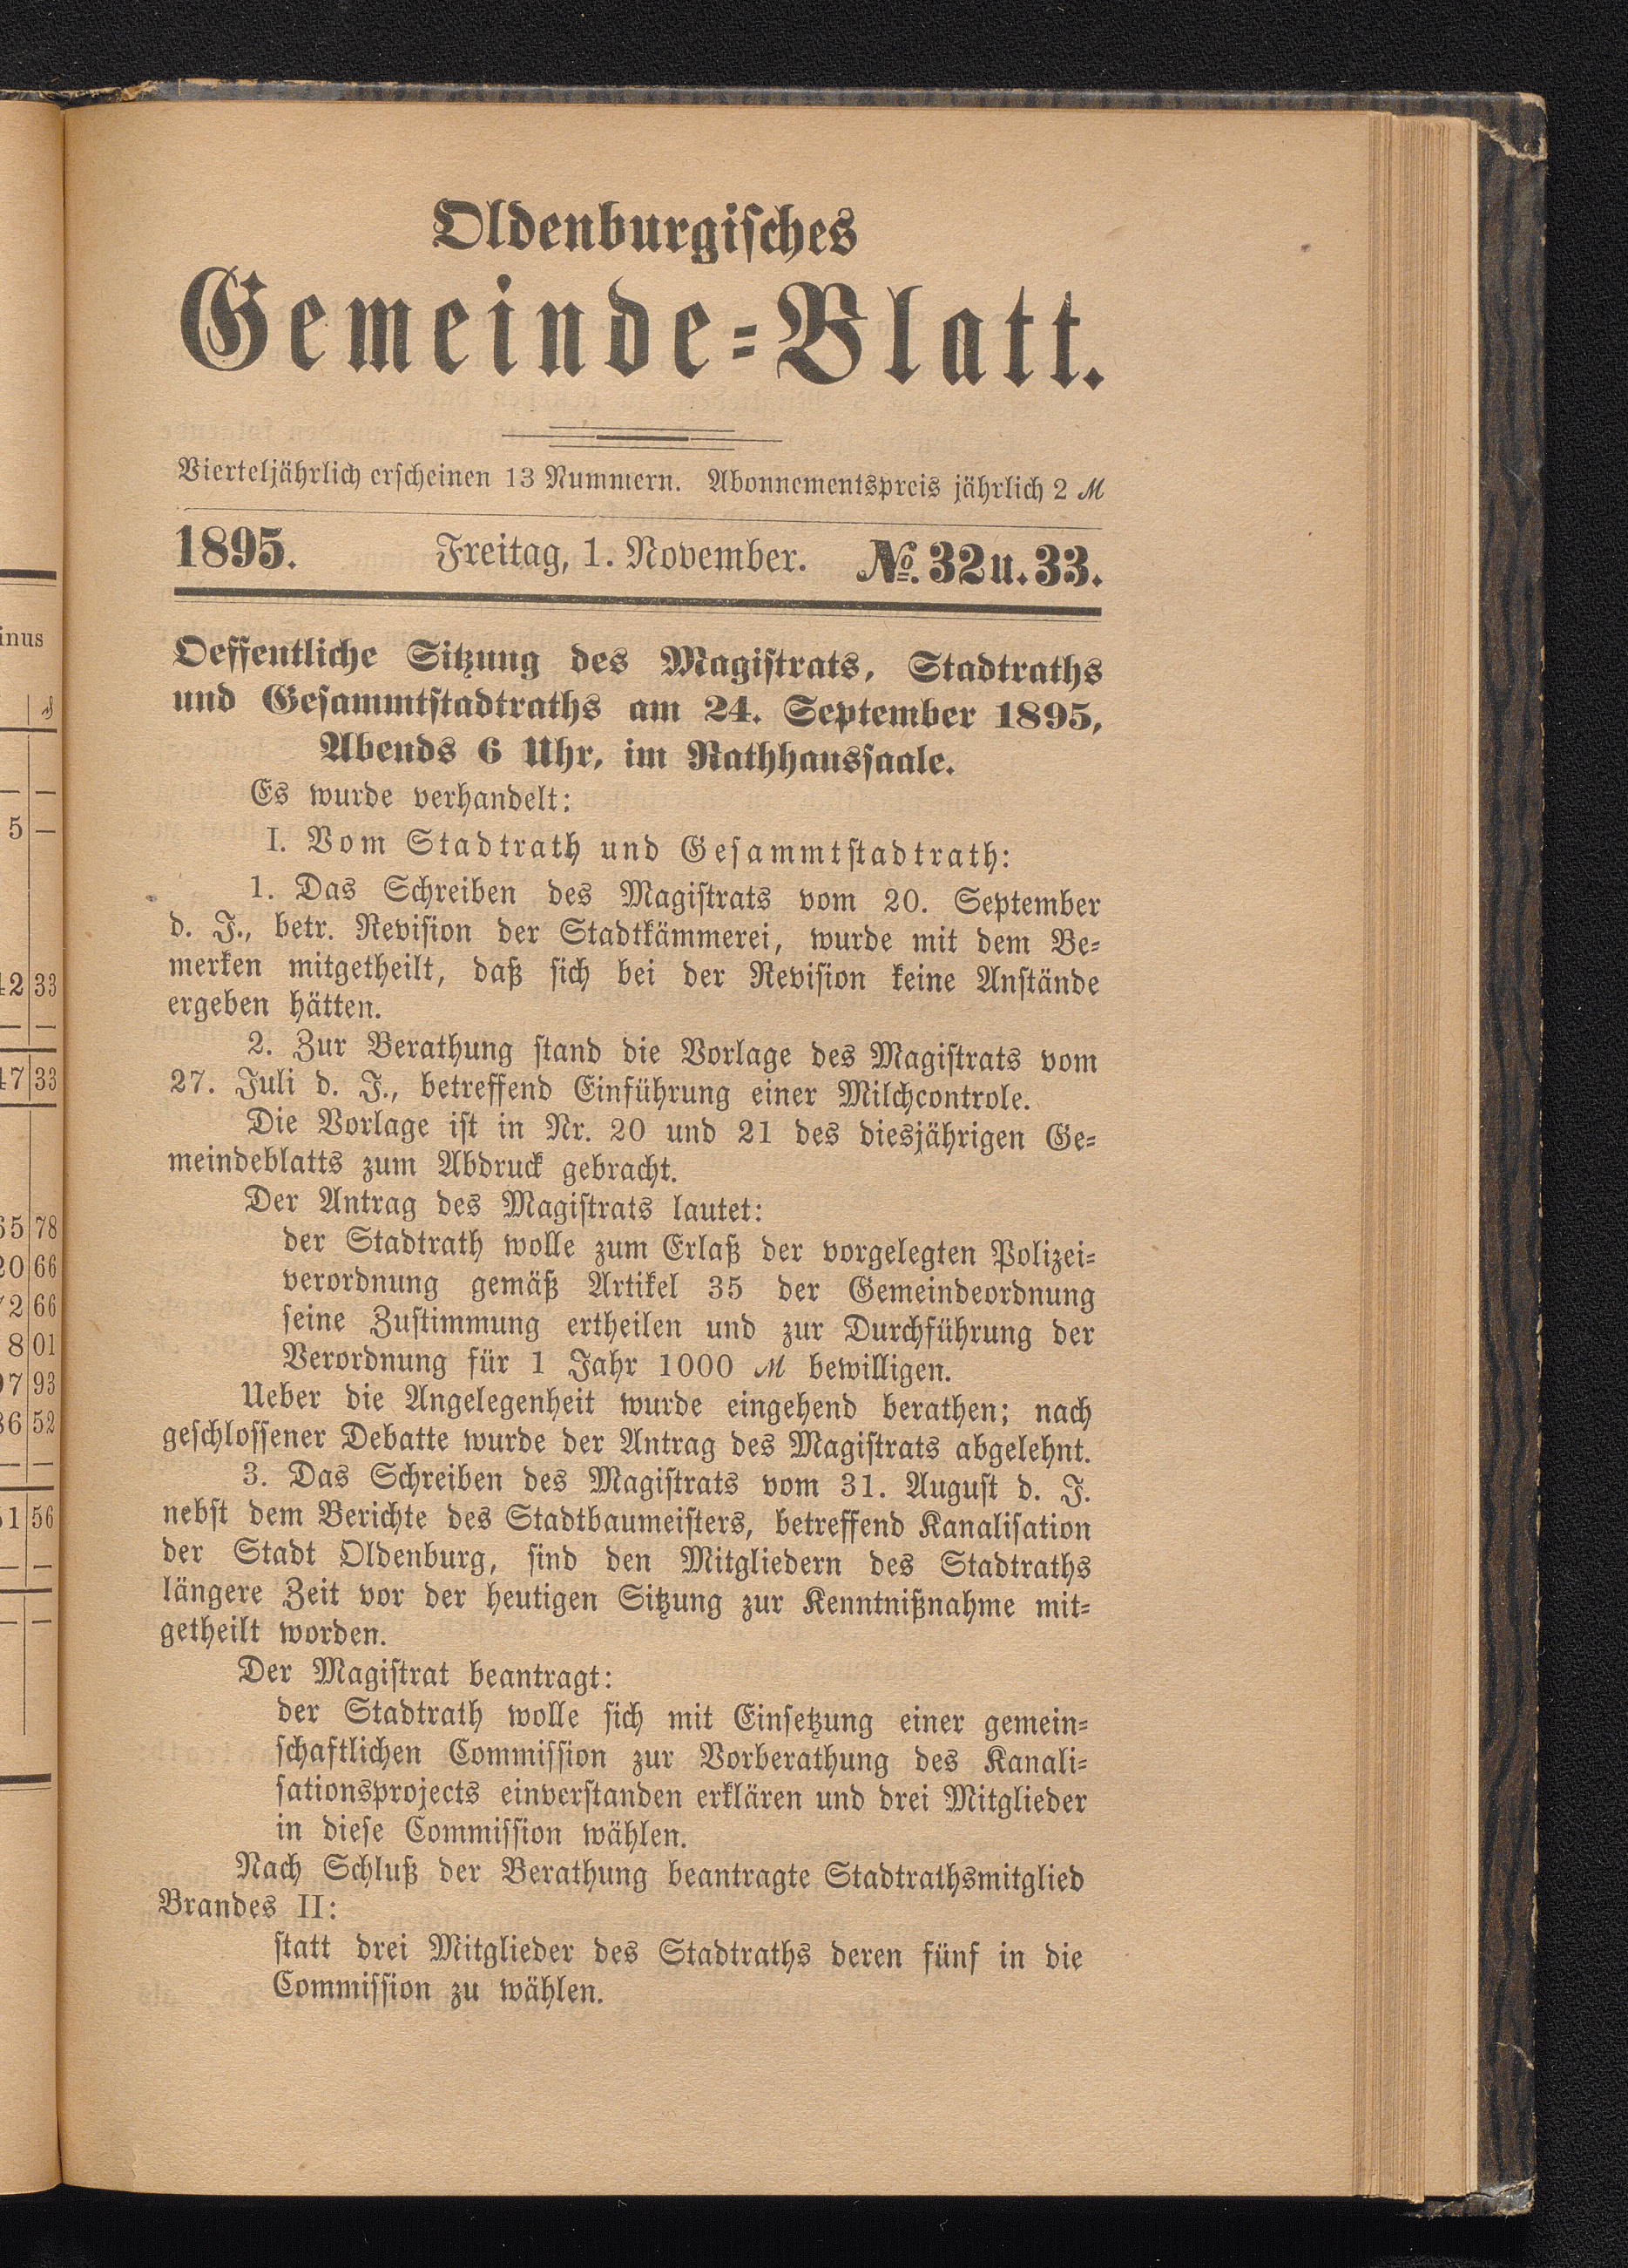 Oldenburgisches
Gemeinde=Blatt.
Vierteljährlich erscheinen 13 Nummern. Abonnementspreis jährlich 2 ℳ
1895. Freitag, 1. November. №. 32 u. 33.
Oeffentliche Sitzung des Magistrats, Stadtraths
und Gesammtstadtraths am 24. September 1895,
Abends 6 Uhr, im Rathhaussaale.
Es wurde verhandelt:
I. Vom Stadtrath und Gesammtstadtrath:
1. Das Schreiben des Magistrats vom 20. September
d. J., betr. Revision der Stadtkämmerei, wurde mit dem Be=
merken mitgetheilt, daß sich bei der Revision keine Anstände
ergeben hätten.
2. Zur Berathung stand die Vorlage des Magistrats vom
27. Juli d. J., betreffend Einführung einer Milchcontrole.
Die Vorlage ist in Nr. 20 und 21 des diesjährigen Ge=
meindeblatts zum Abdruck gebracht.
Der Antrag des Magistrats lautet:
der Stadtrath wolle zum Erlaß der vorgelegten Polizei=
verordnung gemäß Artikel 35 der Gemeindeordnung
seine Zustimmung ertheilen und zur Durchführung der
Verordnung für 1 Jahr 1000 ℳ bewilligen.
Ueber die Angelegenheit wurde eingehend berathen; nach
geschlossener Debatte wurde der Antrag des Magistrats abgelehnt.
3. Das Schreiben des Magistrats vom 31. August d. J.
nebst dem Berichte des Stadtbaumeisters, betreffend Kanalisation
der Stadt Oldenburg, sind den Mitgliedern des Stadtraths
längere Zeit vor der heutigen Sitzung zur Kenntnißnahme mit=
getheilt worden.
Der Magistrat beantragt:
der Stadtrath wolle sich mit Einsetzung einer gemein=
schaftlichen Commission zur Vorberathung des Kanali=
sationsprojects einverstanden erklären und drei Mitglieder
in diese Commission wählen.
Nach Schluß der Berathung beantragte Stadtrathsmitglied
Brandes II:
statt drei Mitglieder des Stadtraths deren fünf in die
Commission zu wählen.